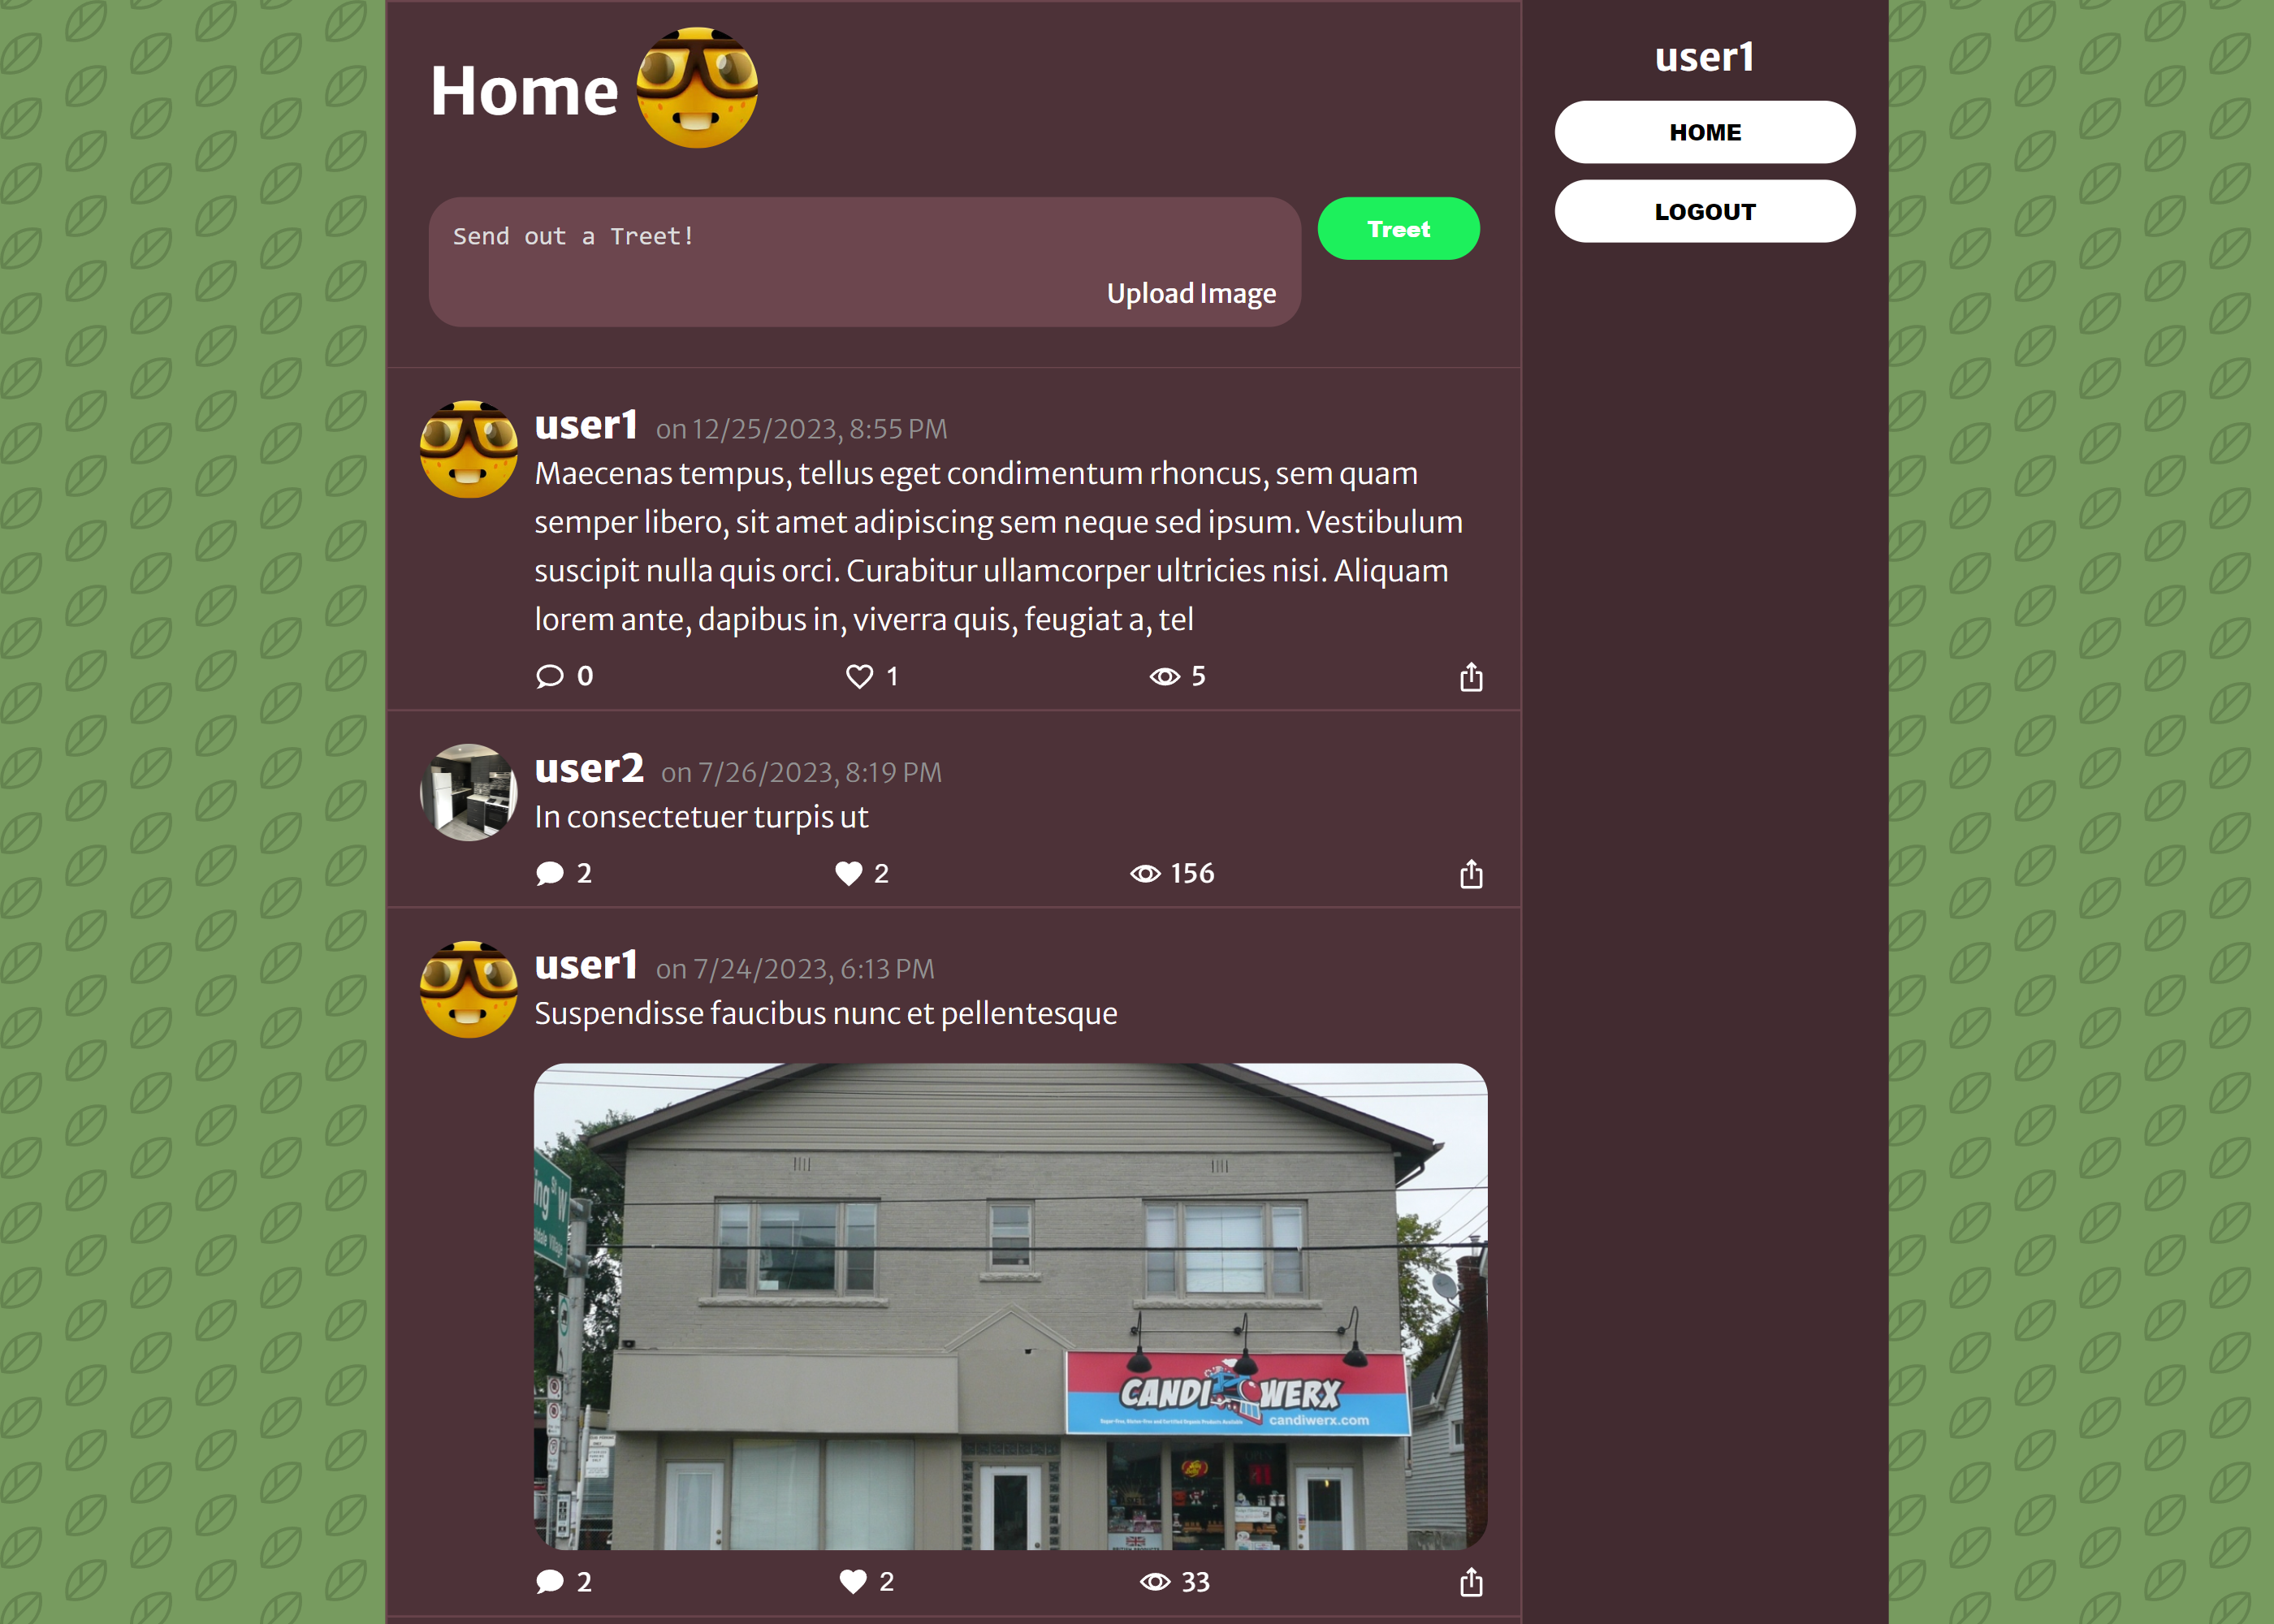 Home
user1
HOME
LOGOUT
Send out a Treet!
Treet
Upload Image
user1 on 12/25/2023, 8:55 PM
Maecenas tempus, tellus eget condimentum rhoncus, sem quam
semper libero, sit amet adipiscing sem neque sed ipsum. Vestibulum
suscipit nulla quis orci. Curabitur ullamcorper ultricies nisi. Aliquam
lorem ante, dapibus in, viverra quis, feugiat a, tel
0 1 5
user2 on 7/26/2023, 8:19 PM
In consectetuer turpis ut
2 2 156
user1 on 7/24/2023, 6:13 PM
Suspendisse faucibus nunc et pellentesque
ing St W
CANDI WERX
candiwerx.com
2 2 33